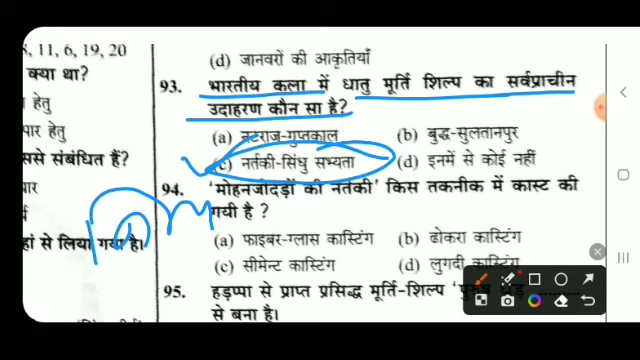 8, 11, 6, 19, 20
क्या था?
हेतु
पार हेतु
ससे संबंधित हैं?
पार
हां से लिया गया है।
(d) जानवरों की आकृतियाँ
93. भारतीय कला में धातु मूर्ति शिल्प का सर्वप्राचीन
उदाहरण कौन सा है?
(a) नटराज-गुप्तकाल (b) बुद्ध-सुलतानपुर
(c) नर्तकी-सिंधु सभ्यता (d) इनमें से कोई नहीं
94. 'मोहनजोदड़ों की नर्तकी' किस तकनीक में कास्ट की
गयी है ?
(a) फाइबर-ग्लास कास्टिंग (b) ढोकरा कास्टिंग
(c) सीमेन्ट कास्टिंग (d) लुगदी कास्टिंग
95. हड़प्पा से प्राप्त प्रसिद्ध मूर्ति-शिल्प 'पुरुष धड़'
से बना है।